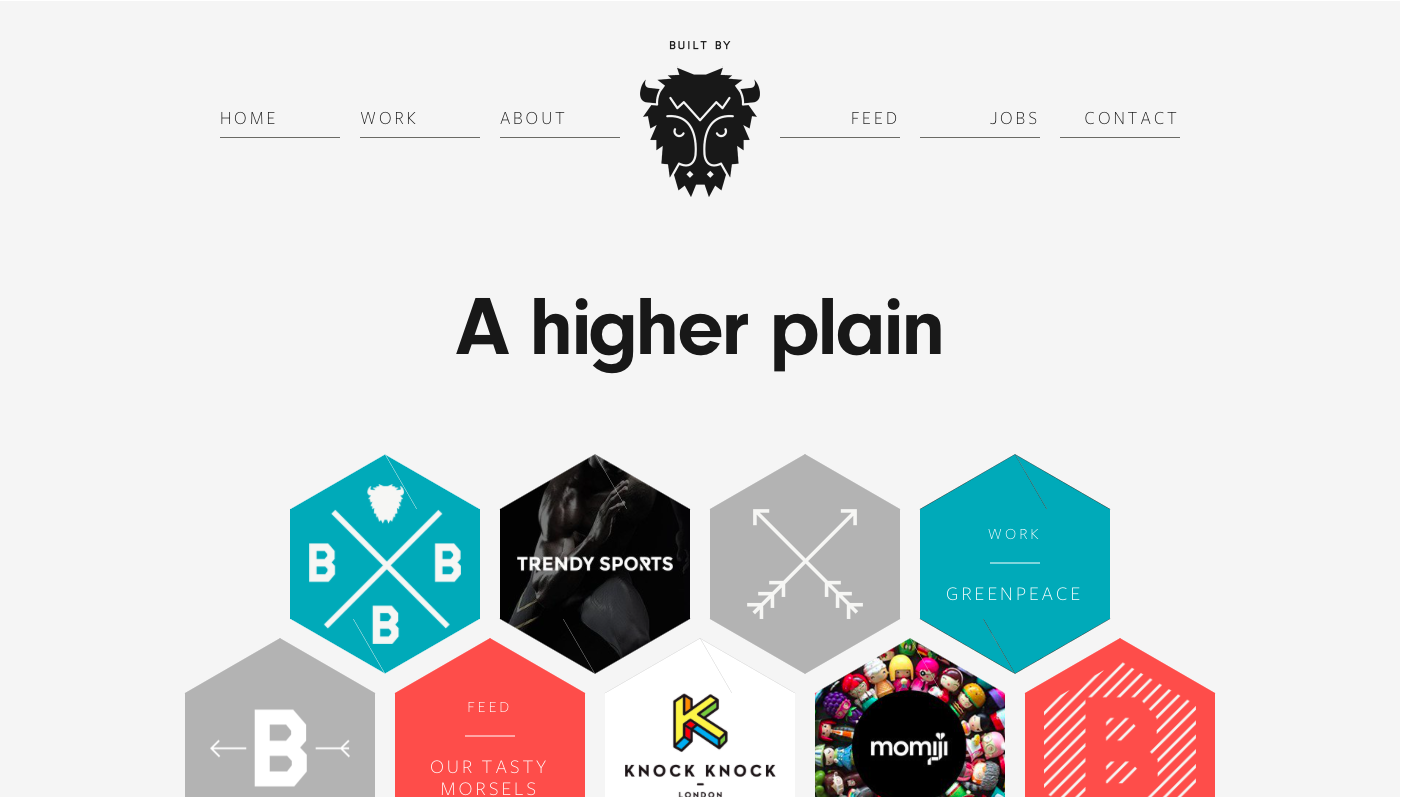 BUILT BY
HOME
WORK
ABOUT
FEED
JOBS
CONTACT
A higher plain
B B
B
TRENDY SPORTS
WORK
GREENPEACE
B
FEED
OUR TASTY
MORSELS
K
KNOCK KNOCK
LONDON
momiji
B